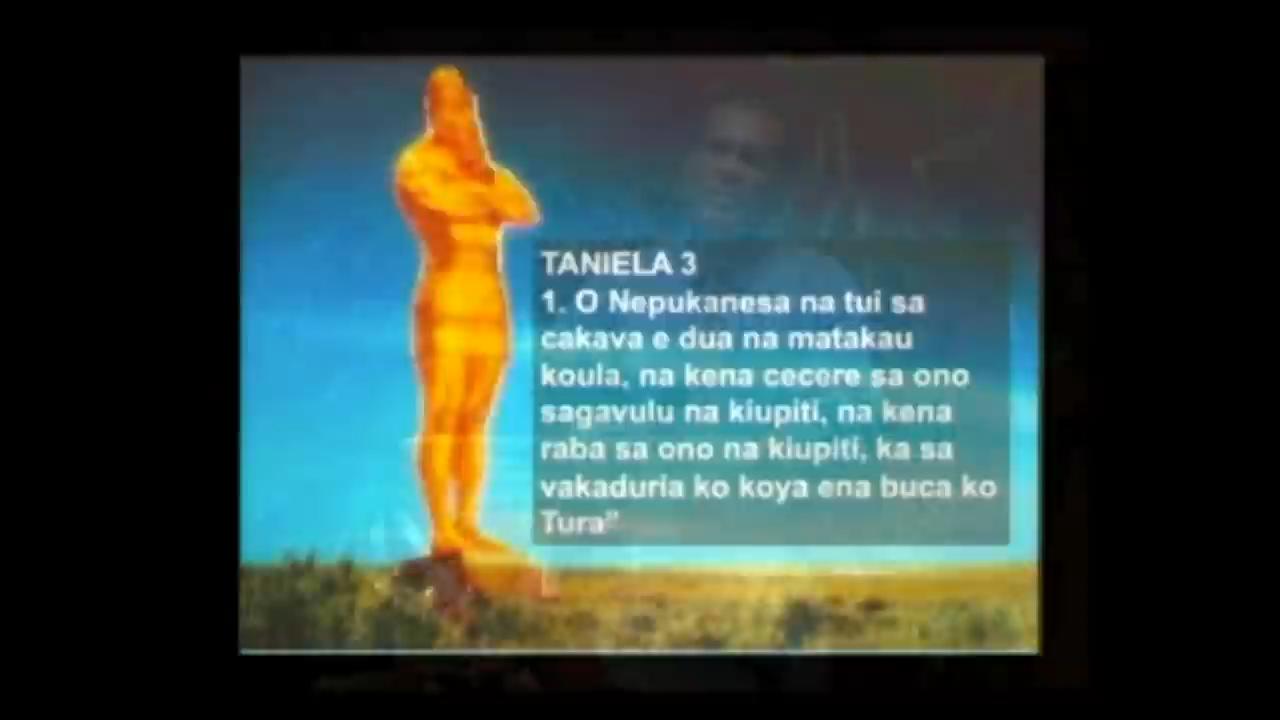 TANIELA 3
1. O Nepukanesa na tui sa
cakava e dua na matakau
koula, na kena cecere sa ono
sagavulu na kiupiti, na kena
raba sa ono na kiupiti, ka sa
vakaduria ko koya ena buca ko
Tura”